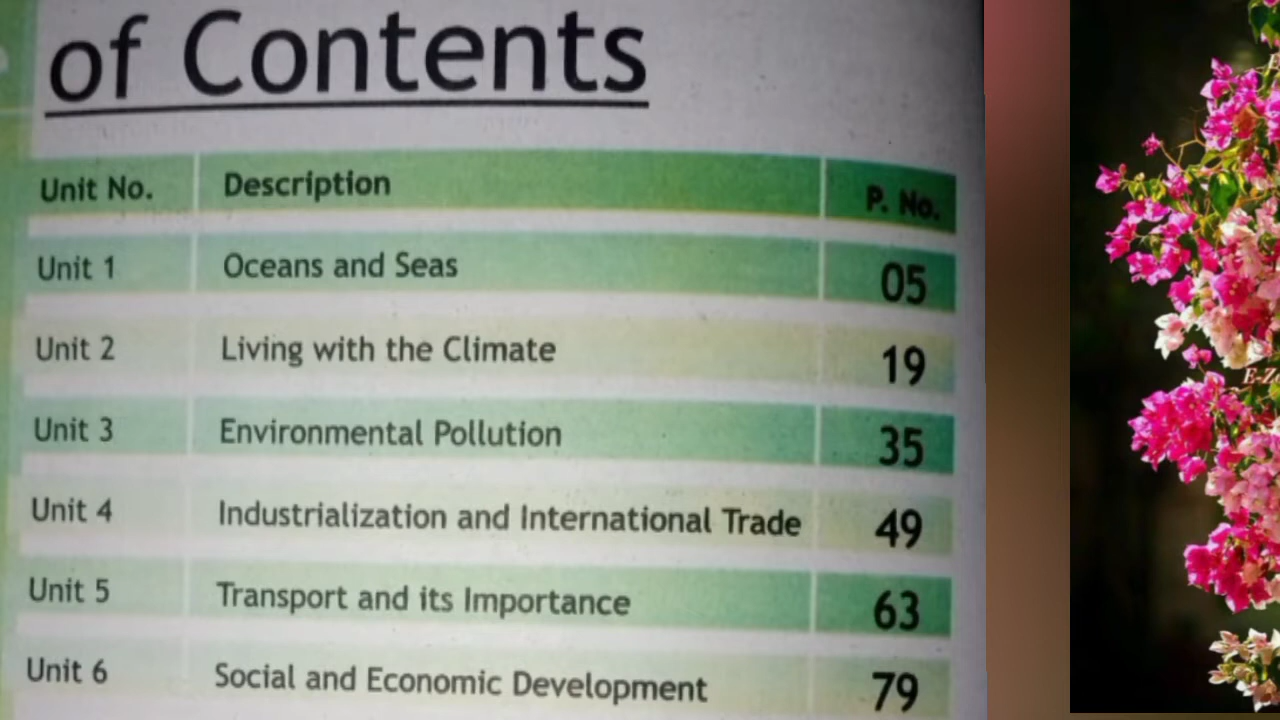 of Contents
Unit No. Description P. No.
Unit 1 Oceans and Seas 05
Unit 2 Living with the Climate 19
Unit 3 Environmental Pollution 35
Unit 4 Industrialization and International Trade 49
Unit 5 Transport and its Importance 63
Unit 6 Social and Economic Development 79